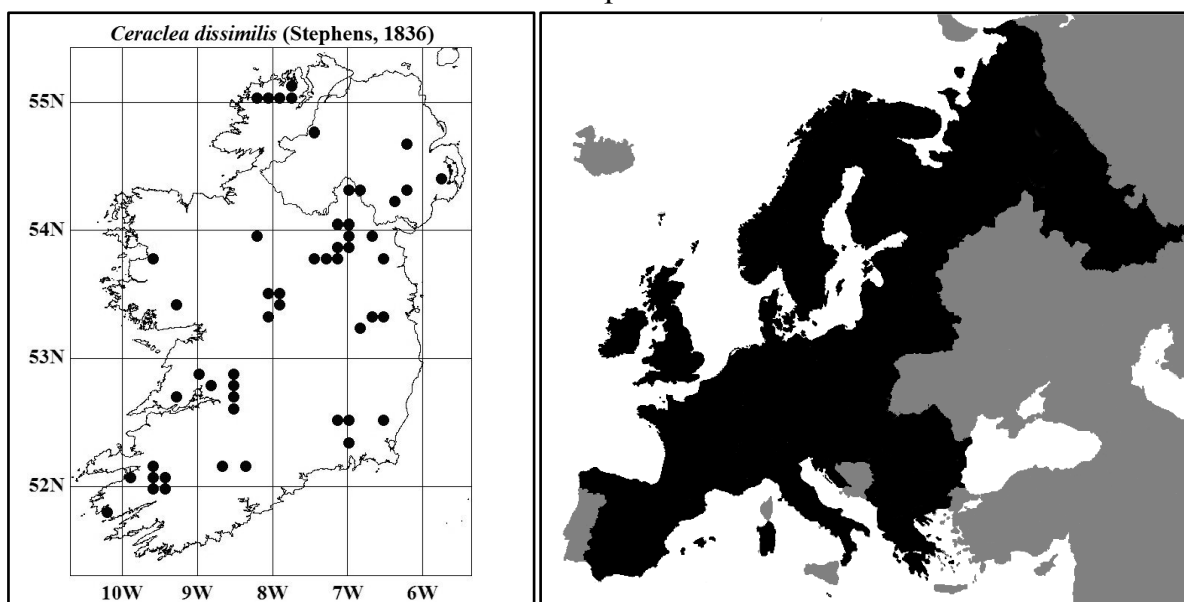 Ceraclea dissimilis (Stephens, 1836)
55N
54N
53N
52N
10W 9W 8W 7W 6W